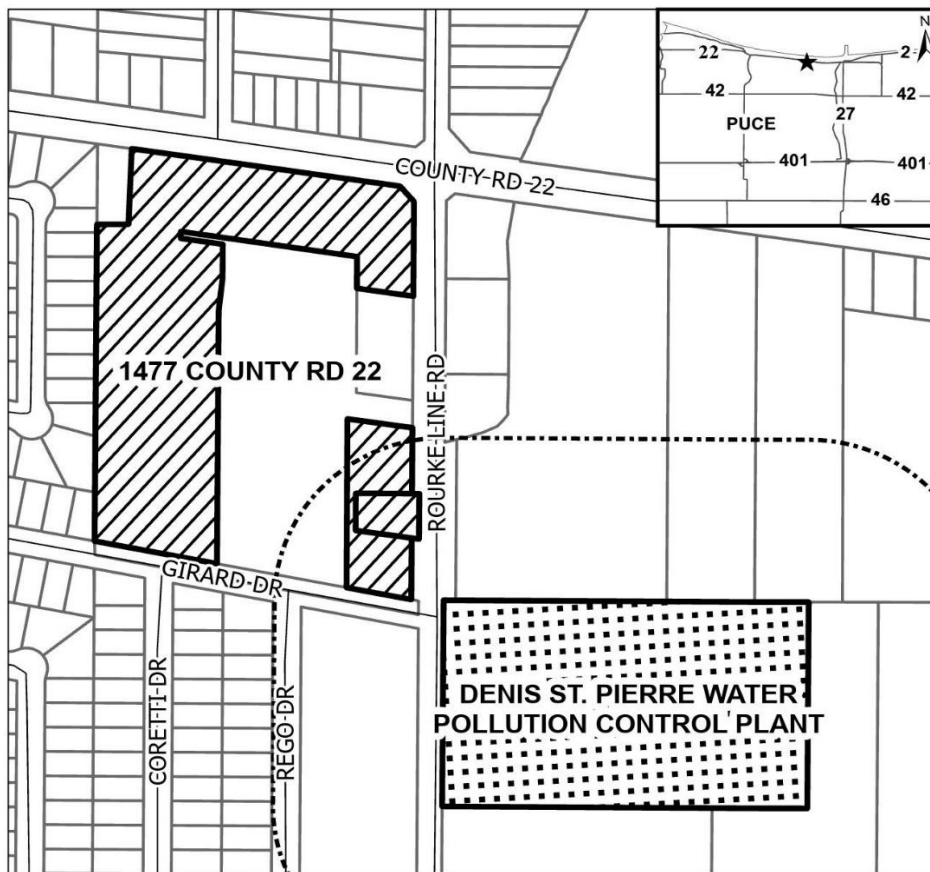 N
22
2
42
42
27
PUCE
401
401
46
COUNTY RD 22
1477 COUNTY RD 22
ROURKE LINE RD
GIRARD DR
CORETTI DR
REGO DR
DENIS ST. PIERRE WATER
POLLUTION CONTROL PLANT